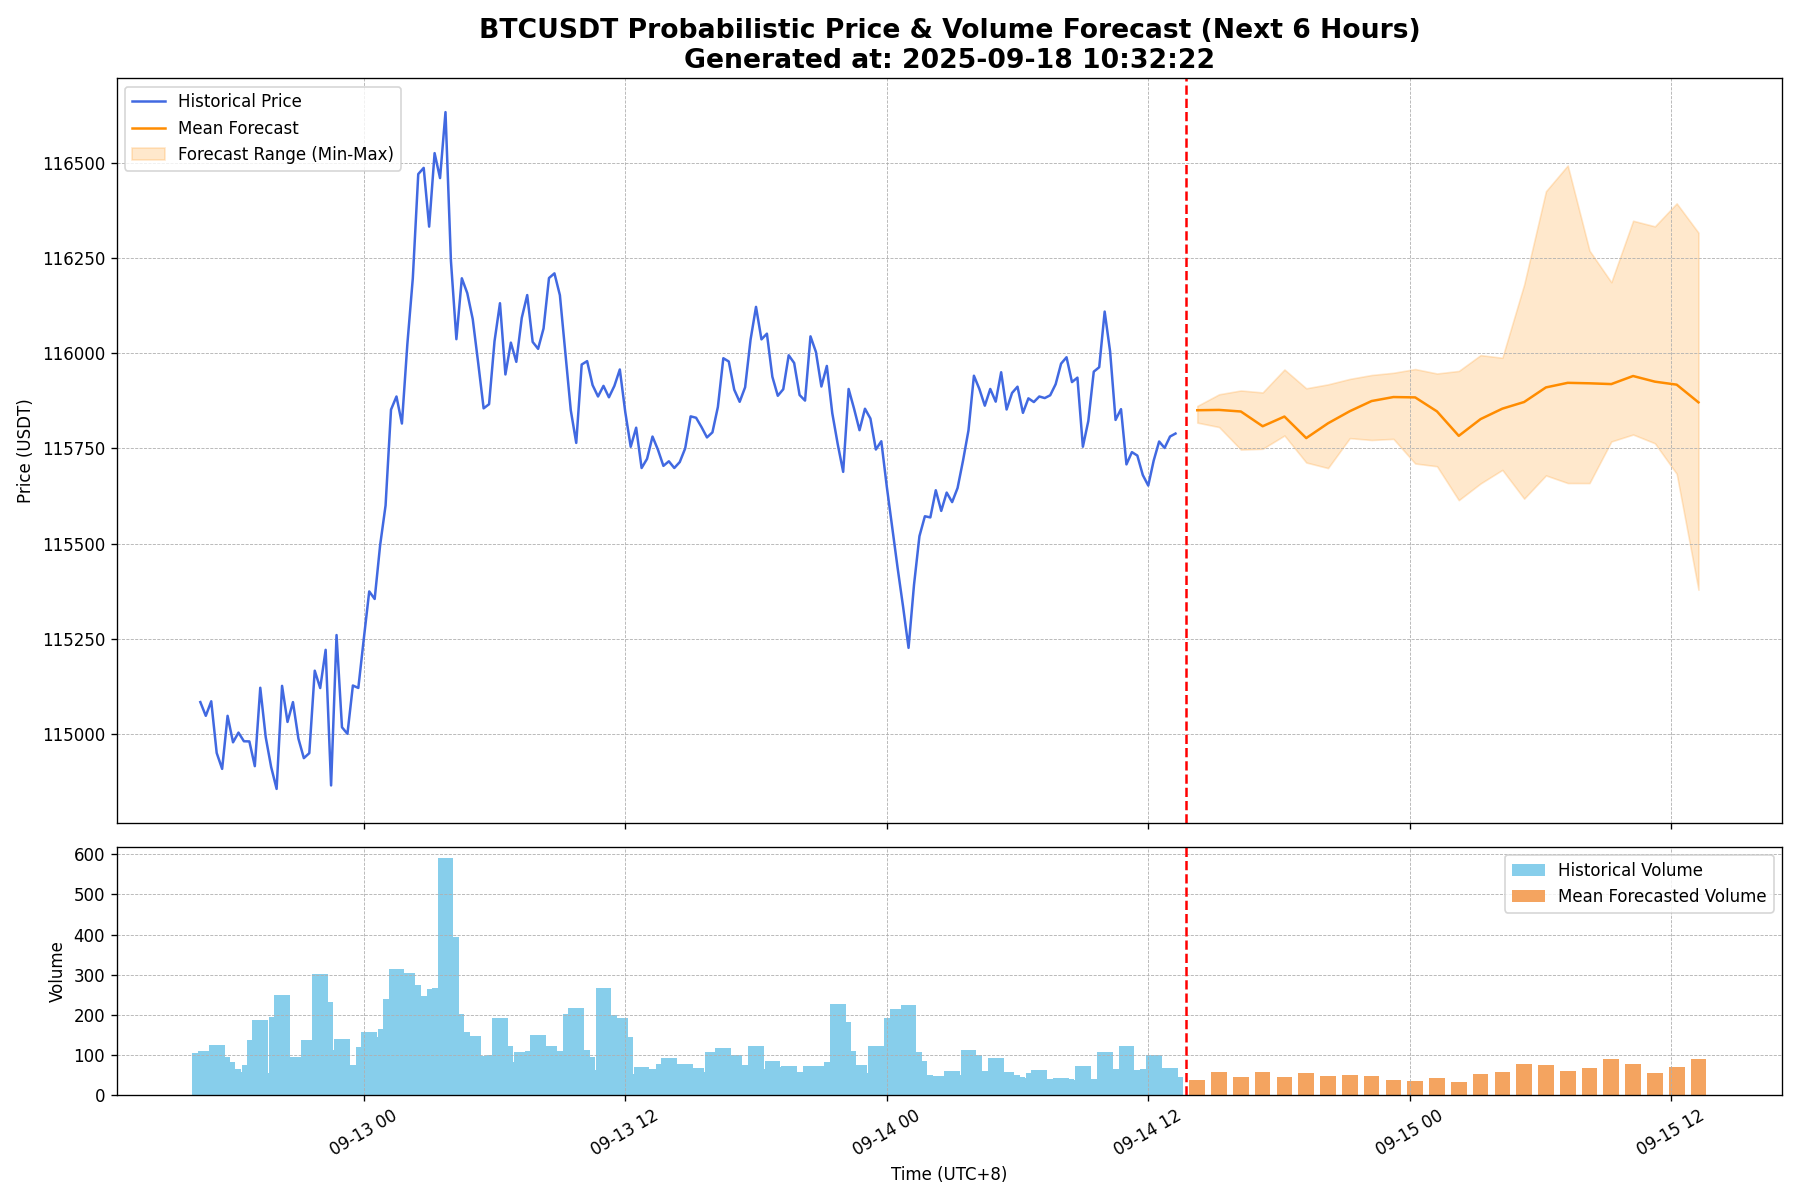 BTCUSDT Probabilistic Price & Volume Forecast (Next 6 Hours)
Generated at: 2025-09-18 10:32:22
Historical Price
Mean Forecast
Forecast Range (Min-Max)
116500
116250
116000
115750
115500
115250
115000
Price (USDT)
Historical Volume
Mean Forecasted Volume
600
500
400
300
200
100
0
Volume
09-13 00
09-13 12
09-14 00
09-14 12
09-15 00
09-15 12
Time (UTC+8)